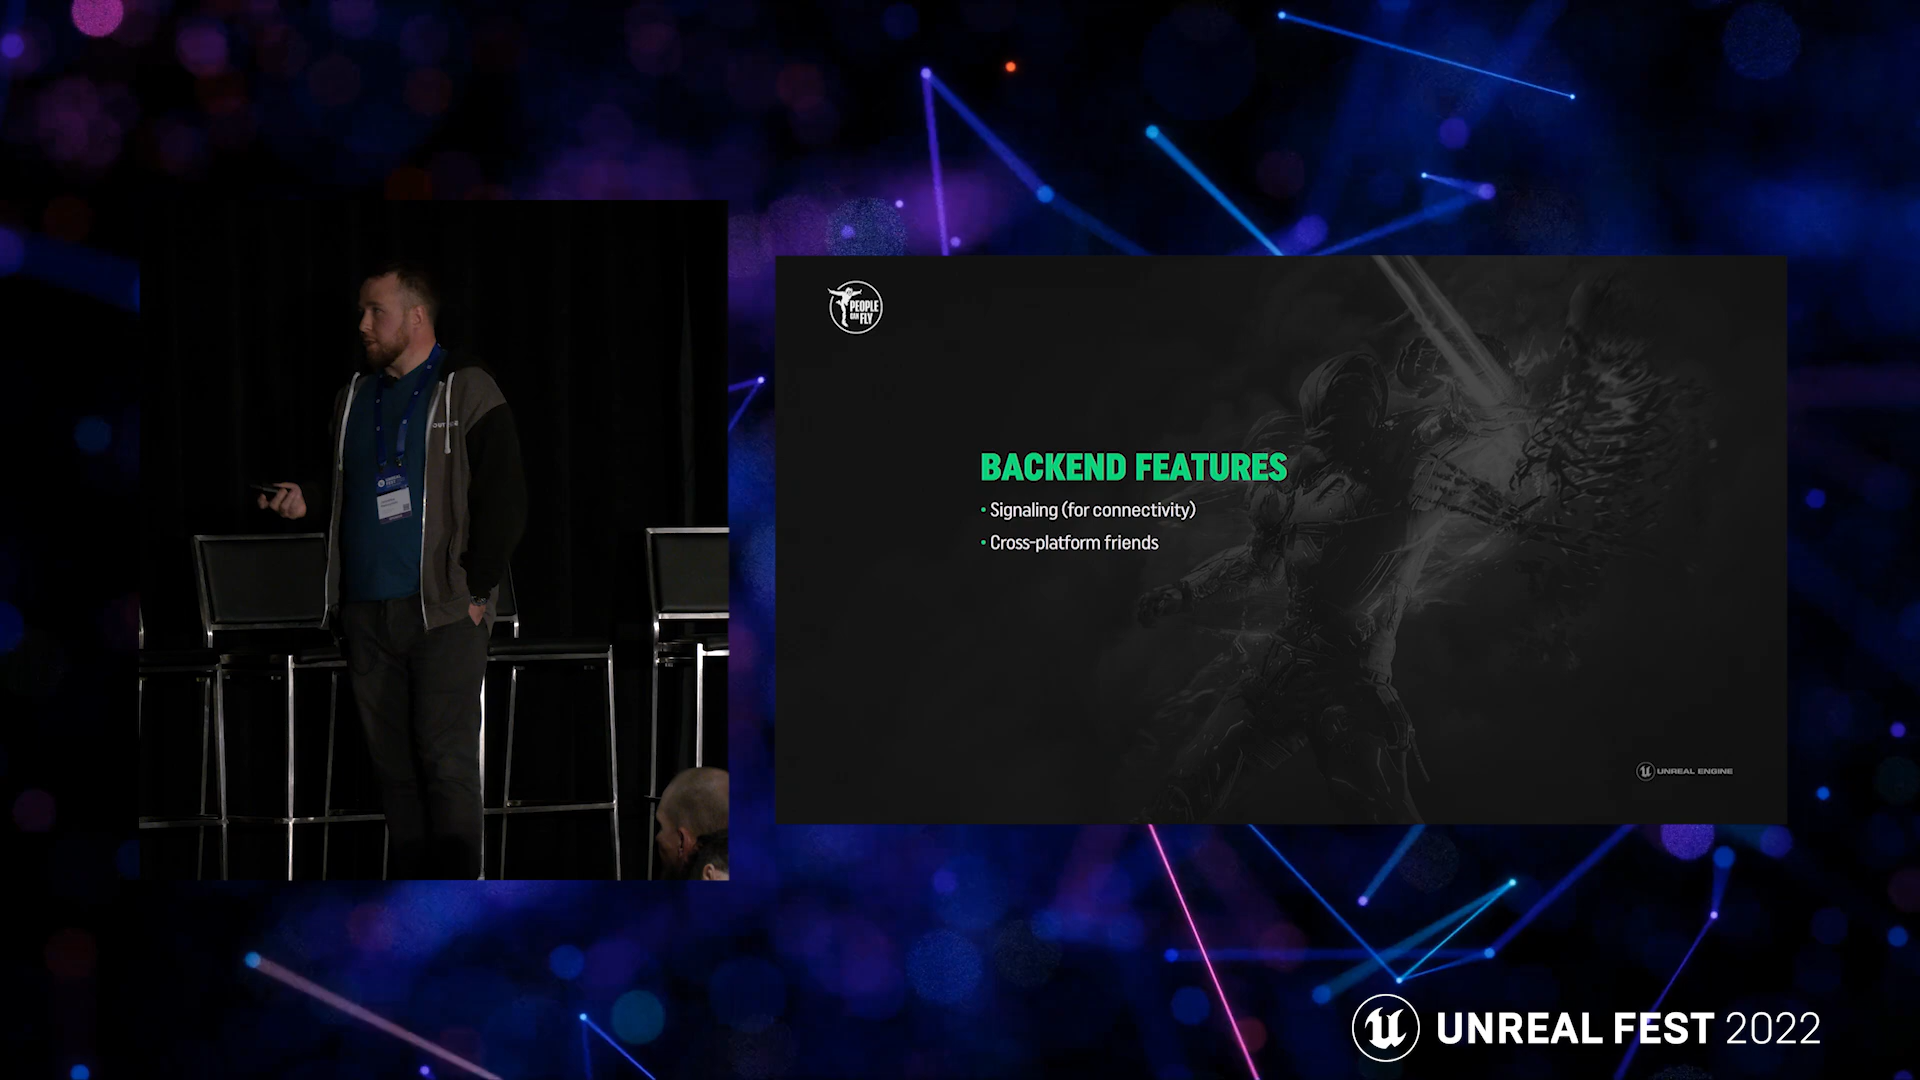 PEOPLE
CAN
FLY
BACKEND FEATURES
• Signaling (for connectivity)
• Cross-platform friends
UNREAL ENGINE
UNREAL FEST 2022